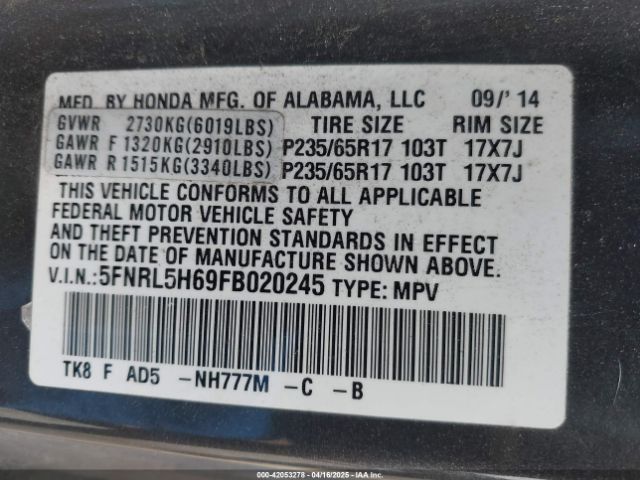 MFD. BY HONDA MFG. OF ALABAMA, LLC 09/'14
GVWR 2730KG(6019LBS) TIRE SIZE RIM SIZE
GAWR F 1320KG(2910LBS) P235/65R17 103T 17X7J
GAWR R 1515KG(3340LBS) P235/65R17 103T 17X7J
THIS VEHICLE CONFORMS TO ALL APPLICABLE
FEDERAL MOTOR VEHICLE SAFETY
AND THEFT PREVENTION STANDARDS IN EFFECT
ON THE DATE OF MANUFACTURE SHOWN ABOVE.
V.I.N.:5FNRL5H69FB020245 TYPE: MPV
TK8 F AD5 -NH777M -C -B
000-42053278 - 04/16/2025 - IAAI, Inc.